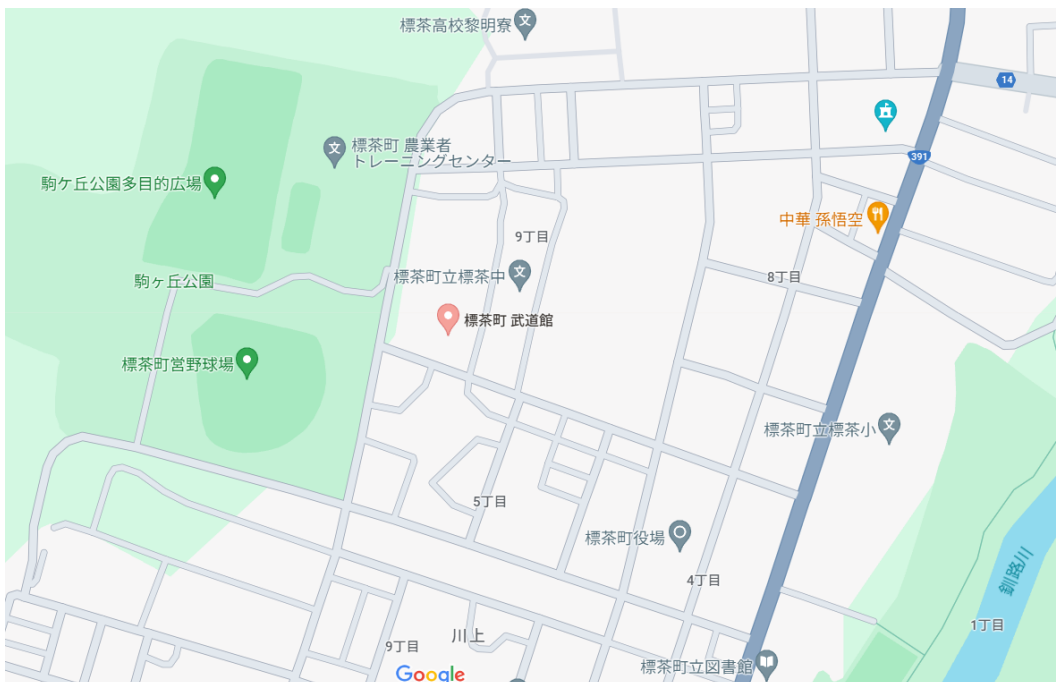 標茶高校黎明寮
14
標茶町 農業者
トレーニングセンター
391
駒ケ丘公園多目的広場
中華 孫悟空
9丁目
標茶町立標茶中
8丁目
駒ヶ丘公園
標茶町 武道館
標茶町営野球場
標茶町立標茶小
5丁目
標茶町役場
釧路川
4丁目
1丁目
川上
9丁目
標茶町立図書館
Google
文
文
文
文